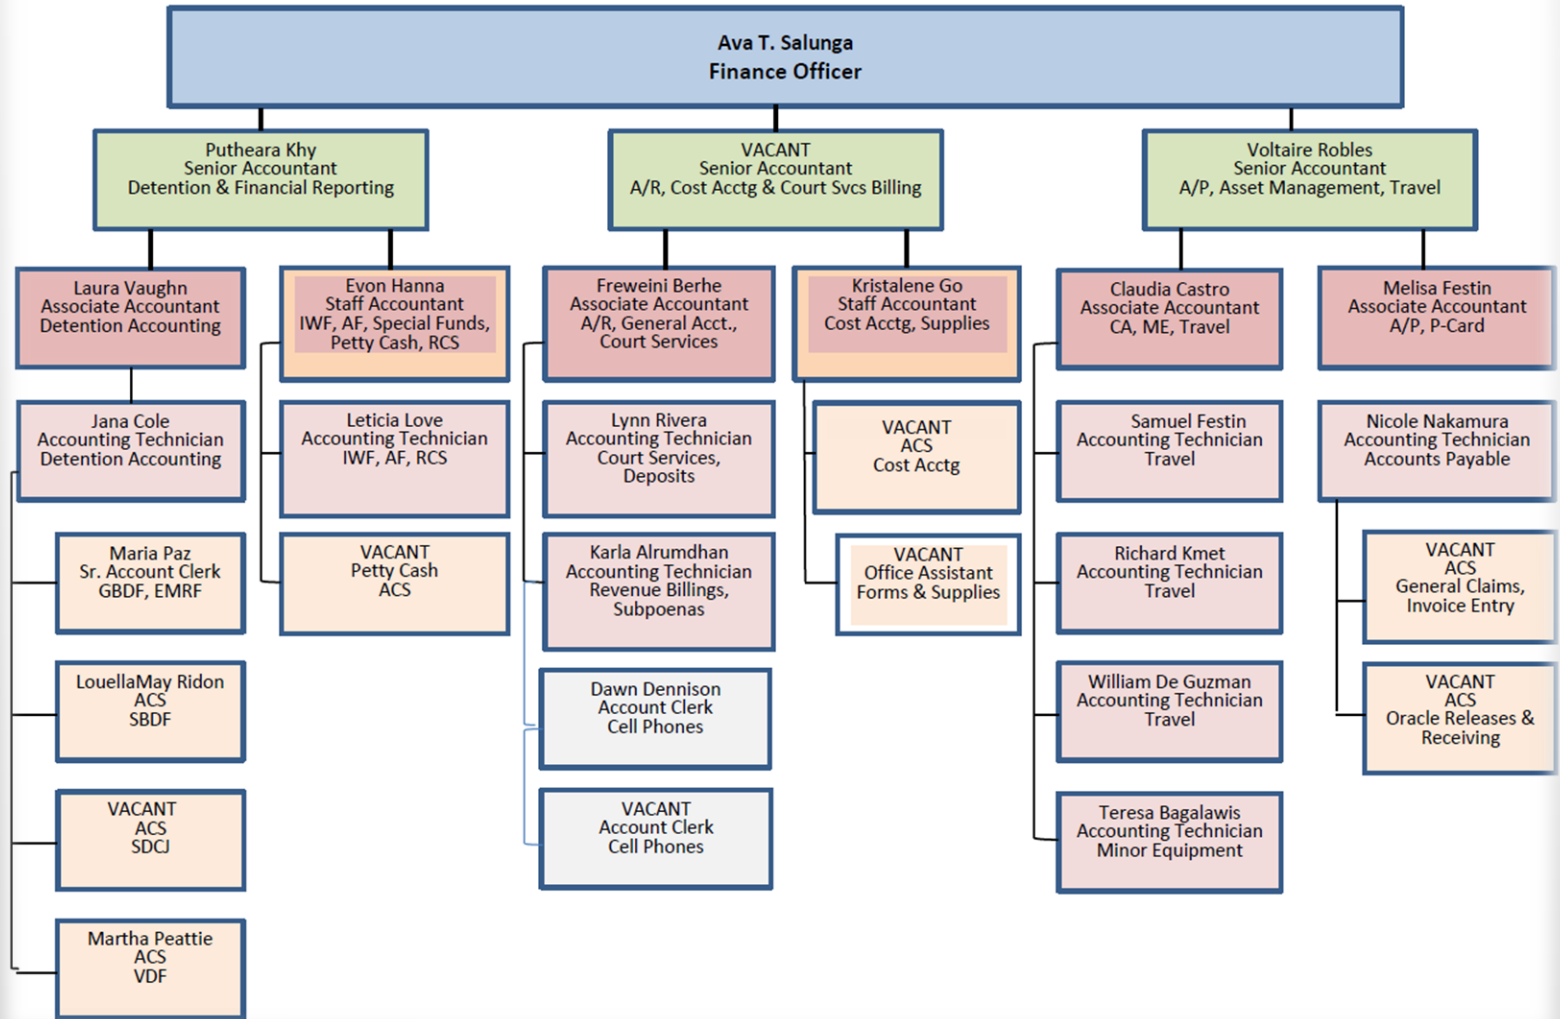 Ava T. Salunga
Finance Officer
Putheara Khy
Senior Accountant
Detention & Financial Reporting
VACANT
Senior Accountant
A/R, Cost Acctg & Court Svcs Billing
Voltaire Robles
Senior Accountant
A/P, Asset Management, Travel
Laura Vaughn
Associate Accountant
Detention Accounting
Evon Hanna
Staff Accountant
IWF, AF, Special Funds,
Petty Cash, RCS
Freweini Berhe
Associate Accountant
A/R, General Acct.,
Court Services
Kristalene Go
Staff Accountant
Cost Acctg, Supplies
Claudia Castro
Associate Accountant
CA, ME, Travel
Melisa Festin
Associate Accountant
A/P, P-Card
Jana Cole
Accounting Technician
Detention Accounting
Leticia Love
Accounting Technician
IWF, AF, RCS
Lynn Rivera
Accounting Technician
Court Services,
Deposits
VACANT
ACS
Cost Acctg
Samuel Festin
Accounting Technician
Travel
Nicole Nakamura
Accounting Technician
Accounts Payable
Maria Paz
Sr. Account Clerk
GBDF, EMRF
VACANT
Petty Cash
ACS
Karla Alrumdhan
Accounting Technician
Revenue Billings,
Subpoenas
VACANT
Office Assistant
Forms & Supplies
Richard Kmet
Accounting Technician
Travel
VACANT
ACS
General Claims,
Invoice Entry
LouellaMay Ridon
ACS
SBDF
Dawn Dennison
Account Clerk
Cell Phones
William De Guzman
Accounting Technician
Travel
VACANT
ACS
Oracle Releases &
Receiving
VACANT
ACS
SDCJ
VACANT
Account Clerk
Cell Phones
Teresa Bagalawis
Accounting Technician
Minor Equipment
Martha Peattie
ACS
VDF